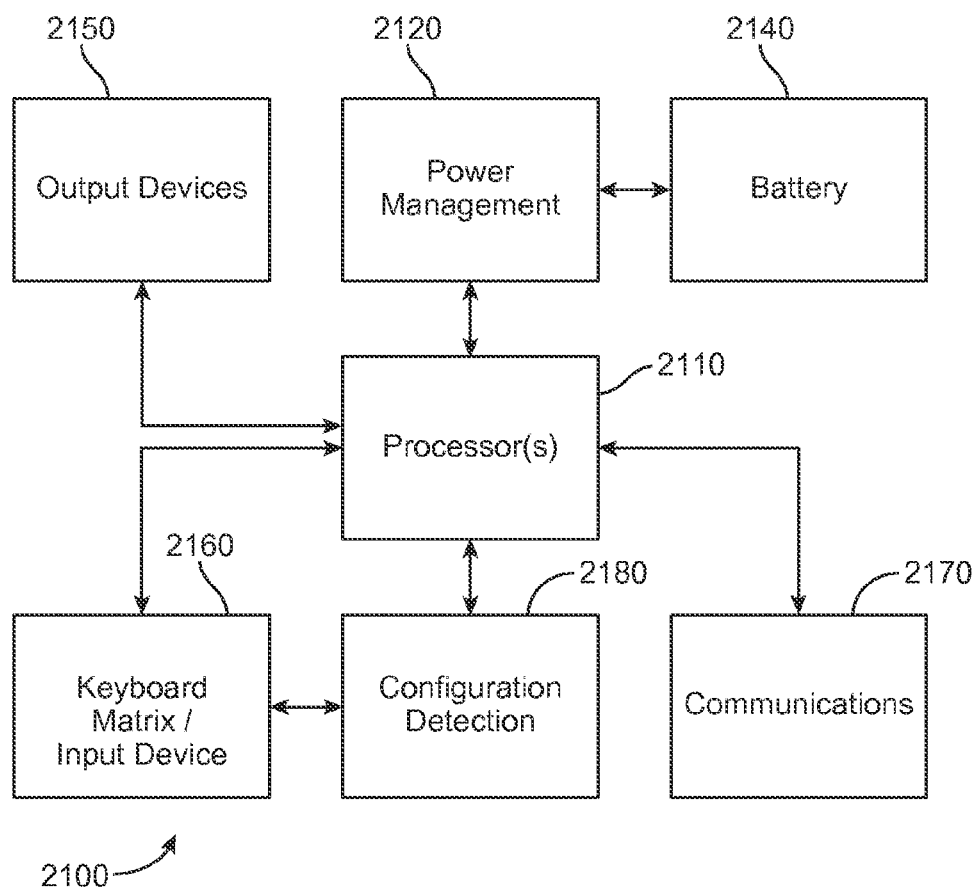 2150
2120
2140
Output Devices
Power
Management
Battery
2110
Processor(s)
2160
2180
2170
Keyboard
Matrix /
Input Device
Configuration
Detection
Communications
2100